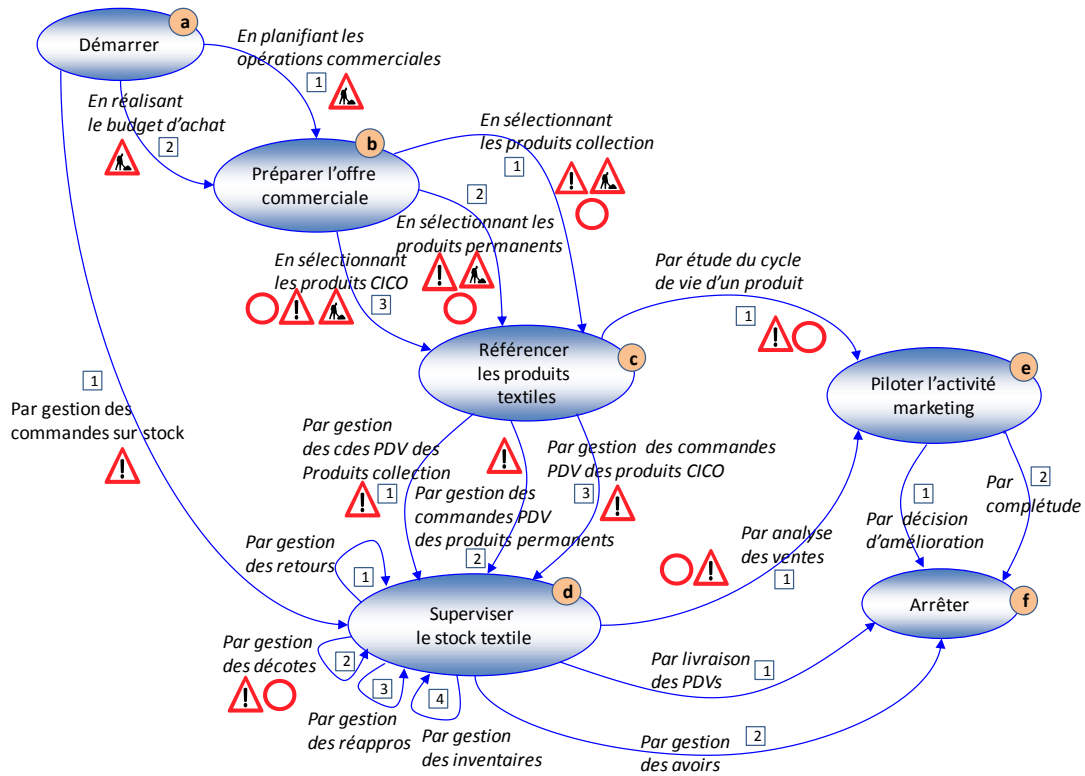 a
Démarrer
En planifiant les
opérations commerciales
1
En réalisant
le budget d'achat
2
b
Préparer l'offre
commerciale
En sélectionnant
les produits collection
1
2
En sélectionnant les
produits permanents
En sélectionnant
les produits CICO
3
Par étude du cycle
de vie d'un produit
1
Référencer
les produits
textiles
c
e
Piloter l'activité
marketing
1
Par gestion des
commandes sur stock
Par gestion
des cdes PDV des
Produits collection
1
Par gestion des
commandes PDV
des produits permanents
2
Par gestion des commandes
PDV des produits CICO
3
1
Par décision
d'amélioration
2
Par
complétude
Par analyse
des ventes
1
Par gestion
des retours
1
d
Superviser
le stock textile
f
Arrêter
Par gestion
des décotes
2
3
4
Par gestion
des réappros
Par gestion
des inventaires
Par livraison
des PDVs
1
Par gestion
des avoirs
2